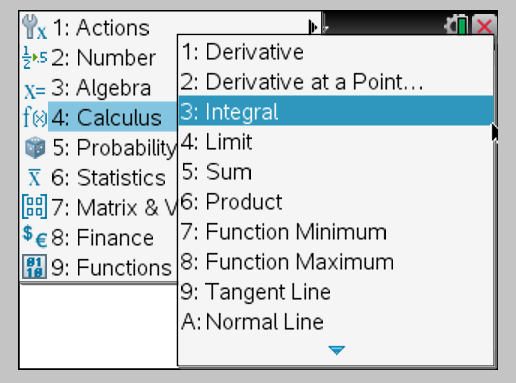 1: Actions
2: Number
3: Algebra
4: Calculus
5: Probability
6: Statistics
7: Matrix & V
8: Finance
9: Functions
1: Derivative
2: Derivative at a Point...
3: Integral
4: Limit
5: Sum
6: Product
7: Function Minimum
8: Function Maximum
9: Tangent Line
A: Normal Line